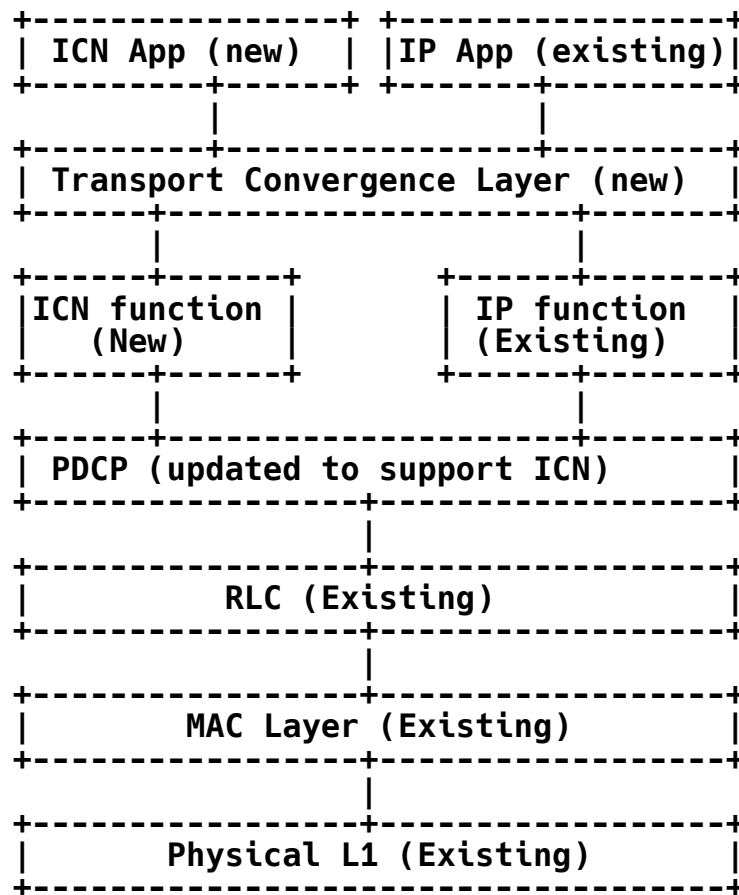 ICN App (new) IP App (existing)
Transport Convergence Layer (new)
ICN function IP function
(New) (Existing)
PDCP (updated to support ICN)
RLC (Existing)
MAC Layer (Existing)
Physical L1 (Existing)